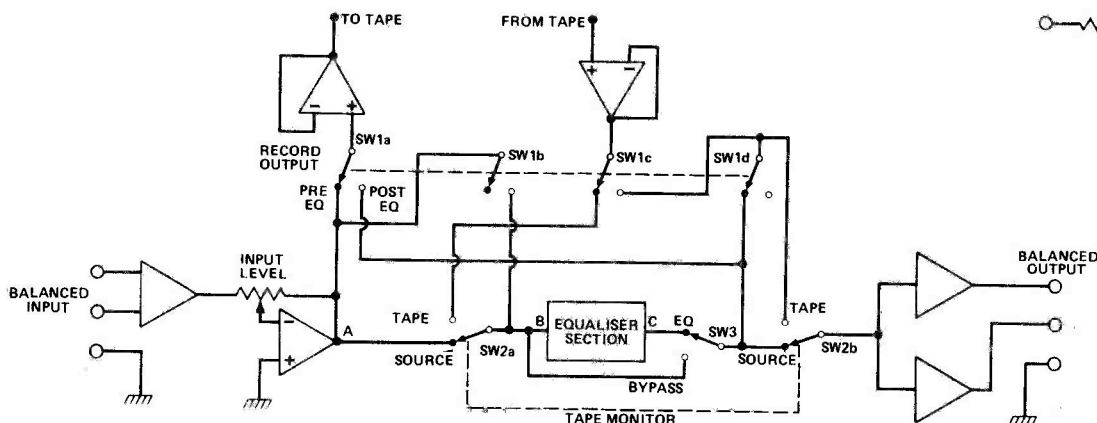 TO TAPE
FROM TAPE
+
-
-
+
SW1a
RECORD OUTPUT
SW1b
SW1c
SW1d
PRE EQ
POST EQ
INPUT LEVEL
BALANCED INPUT
BALANCED OUTPUT
-
+
A
TAPE
SOURCE
SW2a
B
EQUALISER SECTION
C
EQ
SW3
BYPASS
TAPE
SOURCE
SW2b
TAPE MONITOR